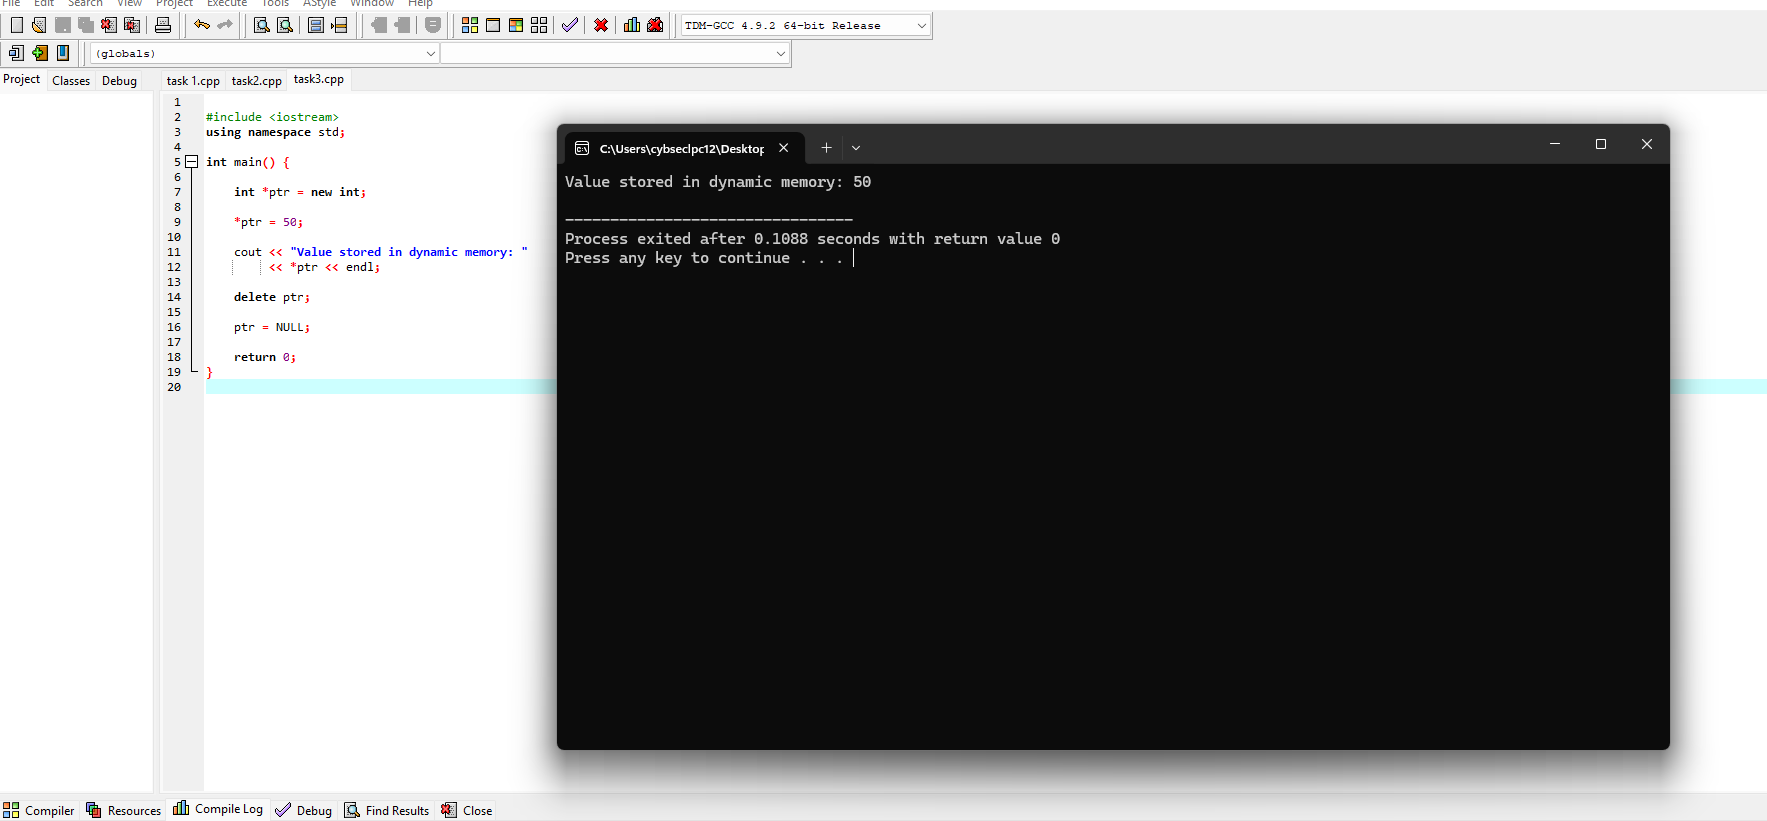 File Edit Search View Project Execute Tools AStyle Window Help
TDM-GCC 4.9.2 64-bit Release
(globals)
Project Classes Debug
task 1.cpp task2.cpp task3.cpp
1
2 #include <iostream>
3 using namespace std;
4
5 int main() {
6
7 int *ptr = new int;
8
9 *ptr = 50;
10
11 cout << "Value stored in dynamic memory: "
12 << *ptr << endl;
13
14 delete ptr;
15
16 ptr = NULL;
17
18 return 0;
19 }
20
C:\Users\cybseclpc12\Desktop
Value stored in dynamic memory: 50
--------------------------------
Process exited after 0.1088 seconds with return value 0
Press any key to continue . . .
Compiler Resources Compile Log Debug Find Results Close